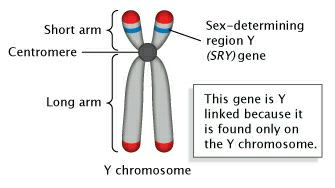 Short arm
Centromere
Long arm
Sex-determining
region Y
(SRY) gene
This gene is Y
linked because it
is found only on
the Y chromosome.
Y chromosome